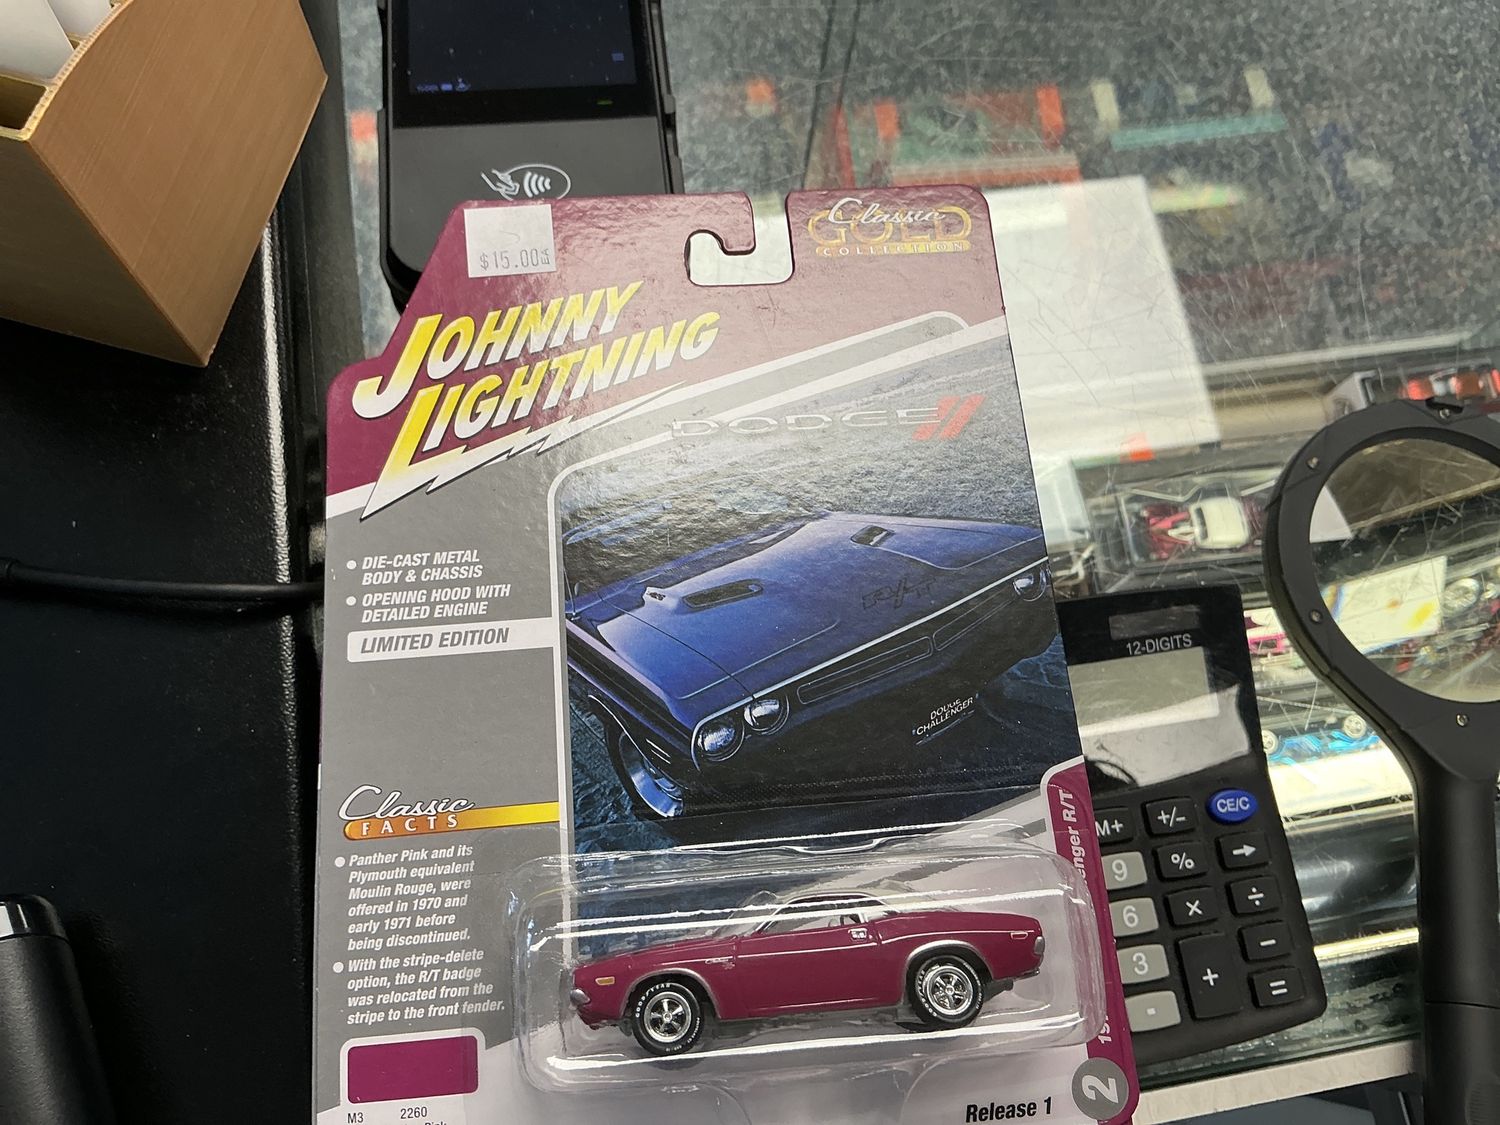 $15.00
Classic
GOLD
COLLECTION
JOHNNY
LIGHTNING
DODGE
• DIE-CAST METAL
BODY & CHASSIS
• OPENING HOOD WITH
DETAILED ENGINE
LIMITED EDITION
R/T
DODGE
CHALLENGER
Classic
FACTS
• Panther Pink and its
Plymouth equivalent
Moulin Rouge, were
offered in 1970 and
early 1971 before
being discontinued.
• With the stripe-delete
option, the R/T badge
was relocated from the
stripe to the front fender.
M3 2260
Release 1
2
R/T
GOODYEAR
12-DIGITS
M+
+/-
CE/C
9
%
→
6
×
÷
3
+
−
=